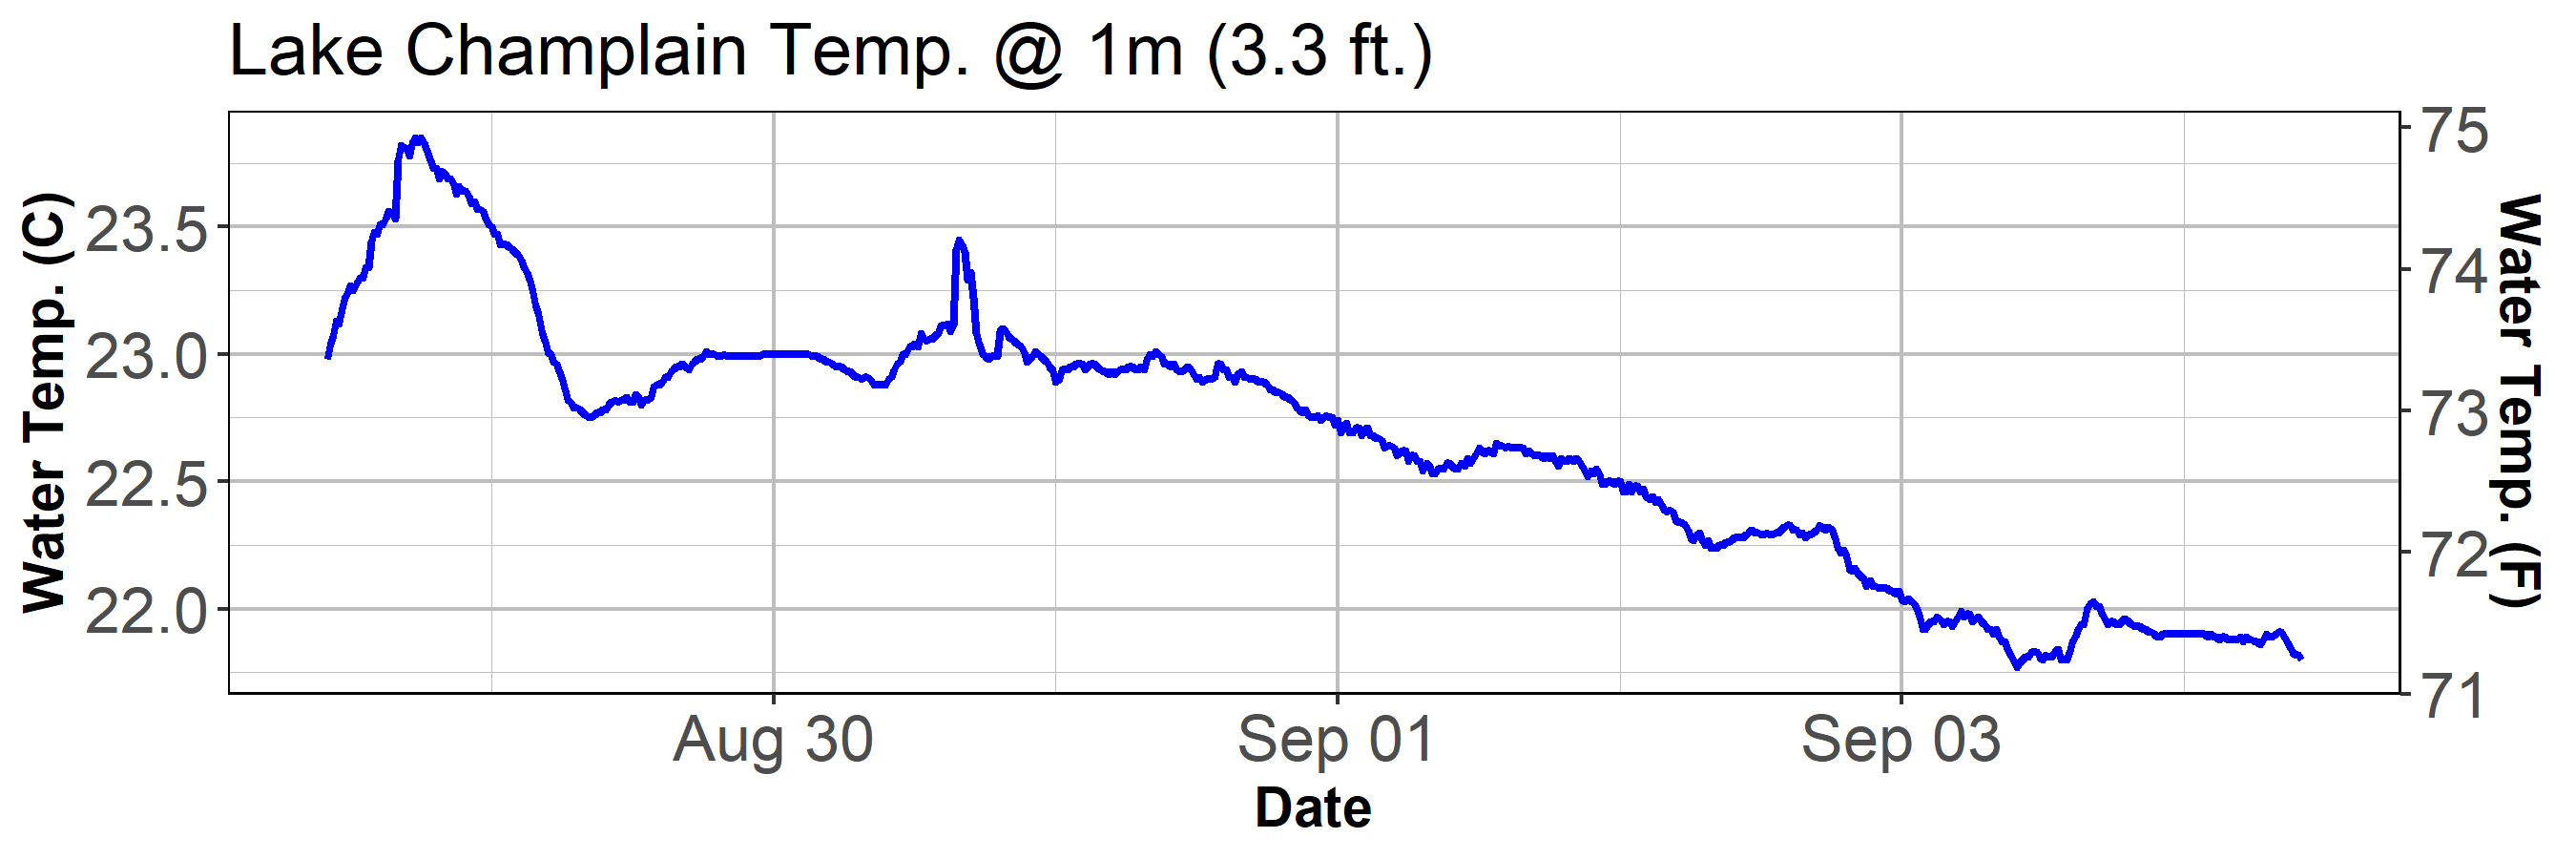 Lake Champlain Temp. @ 1m (3.3 ft.)
Water Temp. (C)
23.5
23.0
22.5
22.0
75
74
73
72
71
Water Temp. (F)
Aug 30
Sep 01
Sep 03
Date